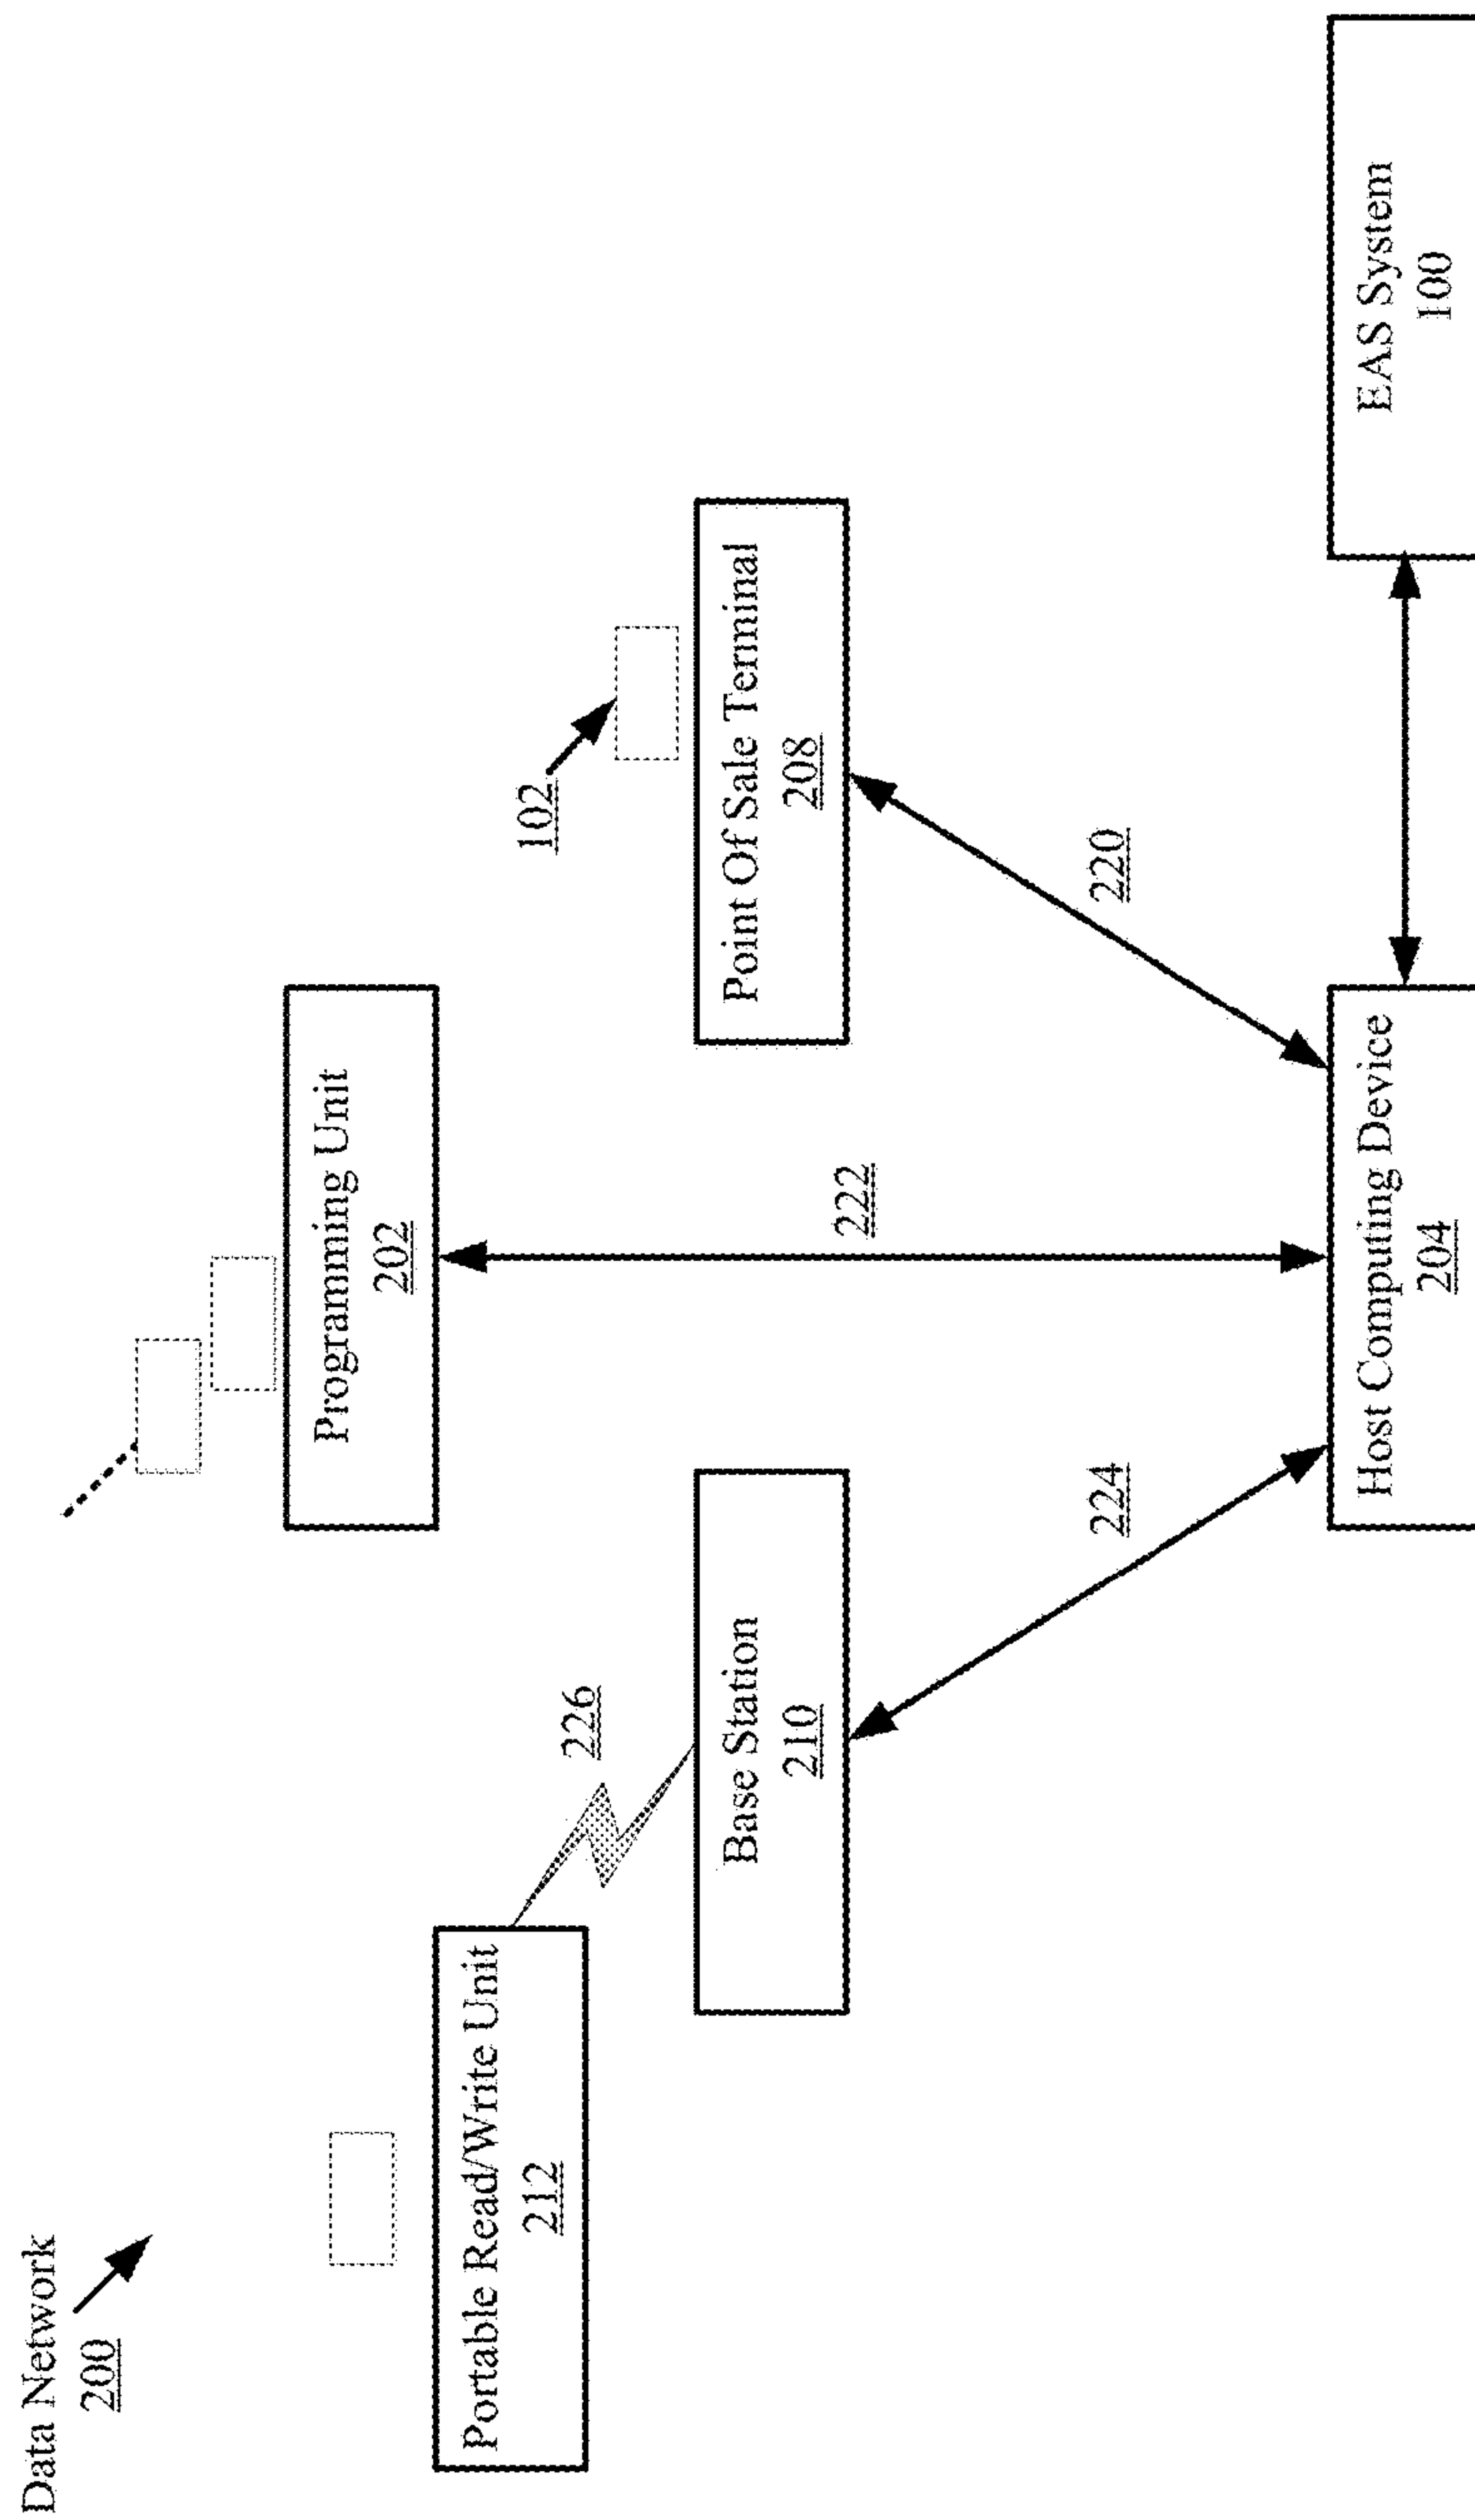 Data Network
200
Programming Unit
202
Portable Read/Write Unit
212
226
102
Base Station
210
Point Of Sale Terminal
208
222
224
220
Host Computing Device
204
EAS System
100